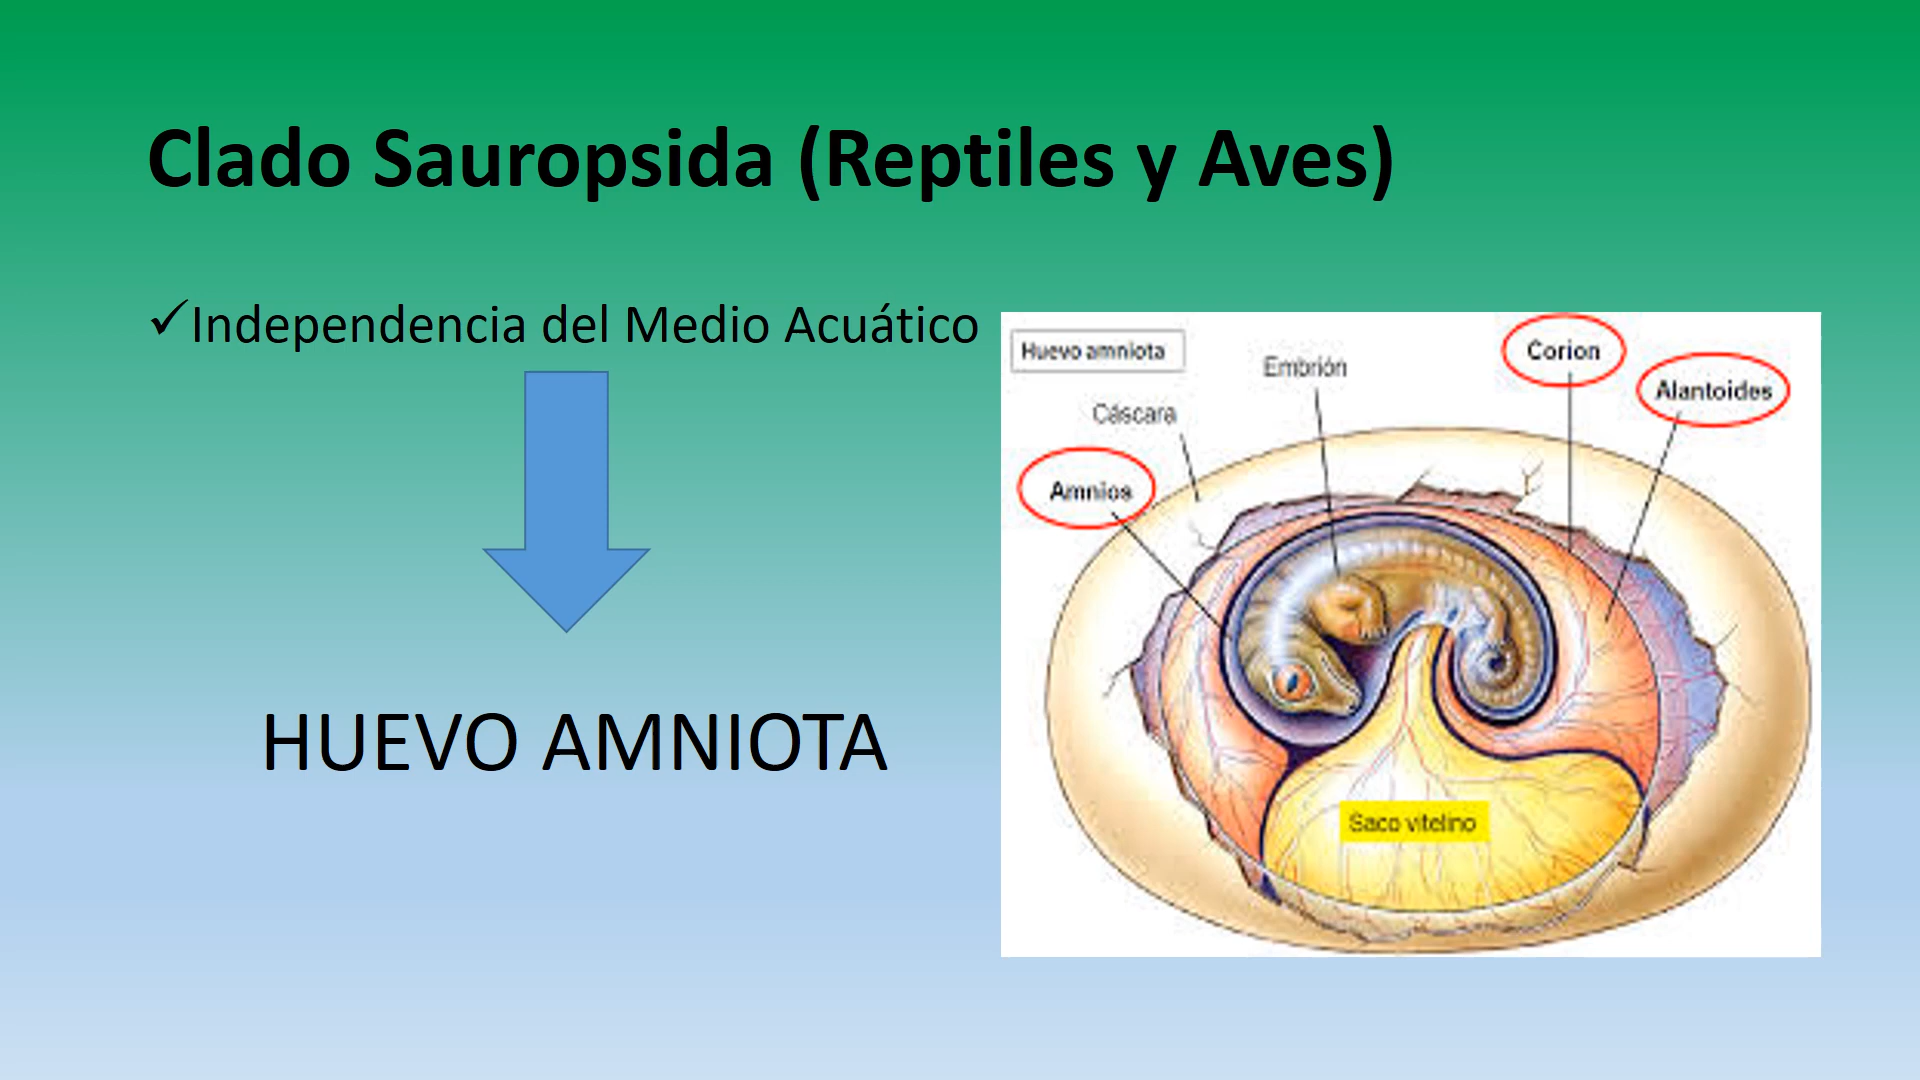 Clado Sauropsida (Reptiles y Aves)
✓Independencia del Medio Acuático
HUEVO AMNIOTA
Huevo amniota
Embrión
Corion
Alantoides
Cáscara
Amnios
Saco vitelino